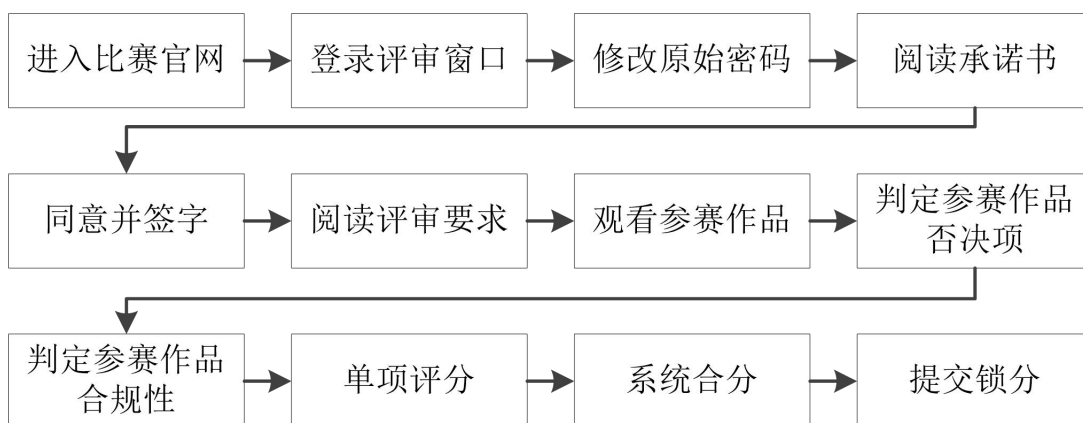 进入比赛官网
登录评审窗口
修改原始密码
阅读承诺书
同意并签字
阅读评审要求
观看参赛作品
判定参赛作品
否决项
判定参赛作品
合规性
单项评分
系统合分
提交锁分